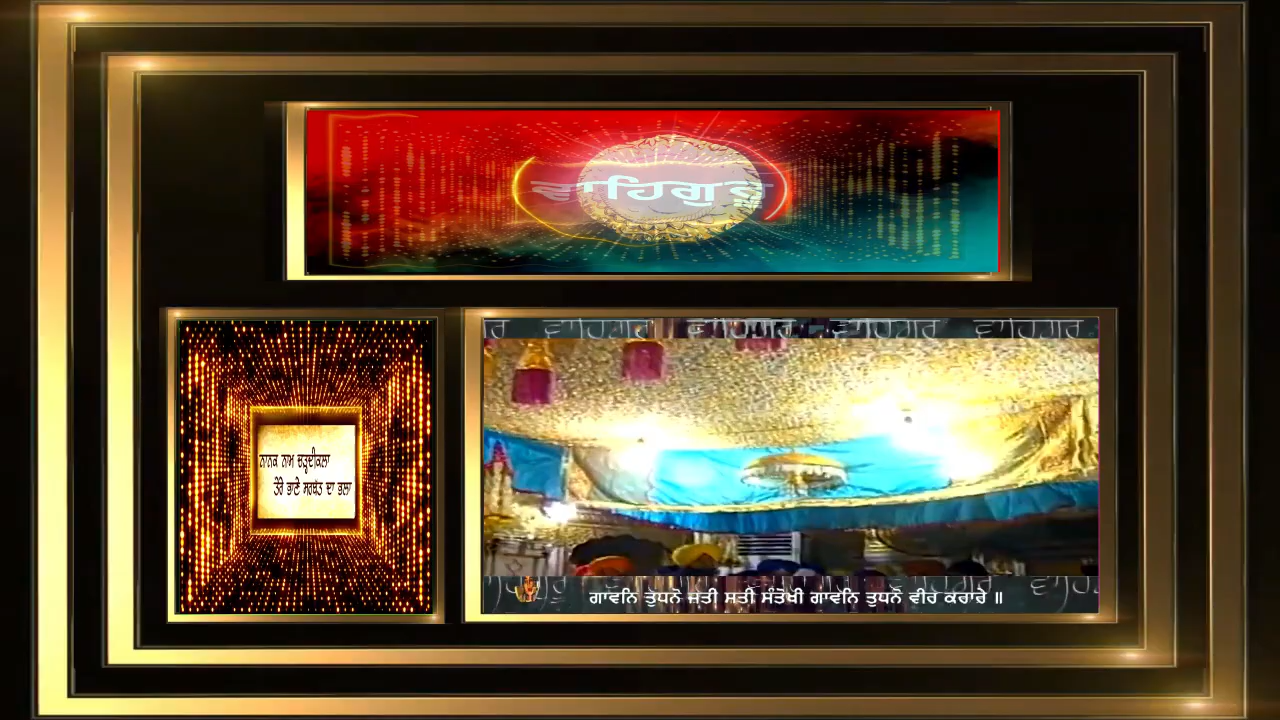 ਵਾਹਿਗੁਰੂ
ਨਾਨਕ ਨਾਮ ਚੜ੍ਹਦੀਕਲਾ
ਤੇਰੇ ਭਾਣੇ ਸਰਬੱਤ ਦਾ ਭਲਾ
ਵਾਹਿਗੁਰੂ ਵਾਹਿਗੁਰੂ ਵਾਹਿਗੁਰੂ ਵਾਹਿਗੁਰੂ
ਗਾਵਨਿ ਤੁਧਨੋ ਜਤੀ ਸਤੀ ਸੰਤੋਖੀ ਗਾਵਨਿ ਤੁਧਨੋ ਵੀਰ ਕਰਾਰੇ ॥